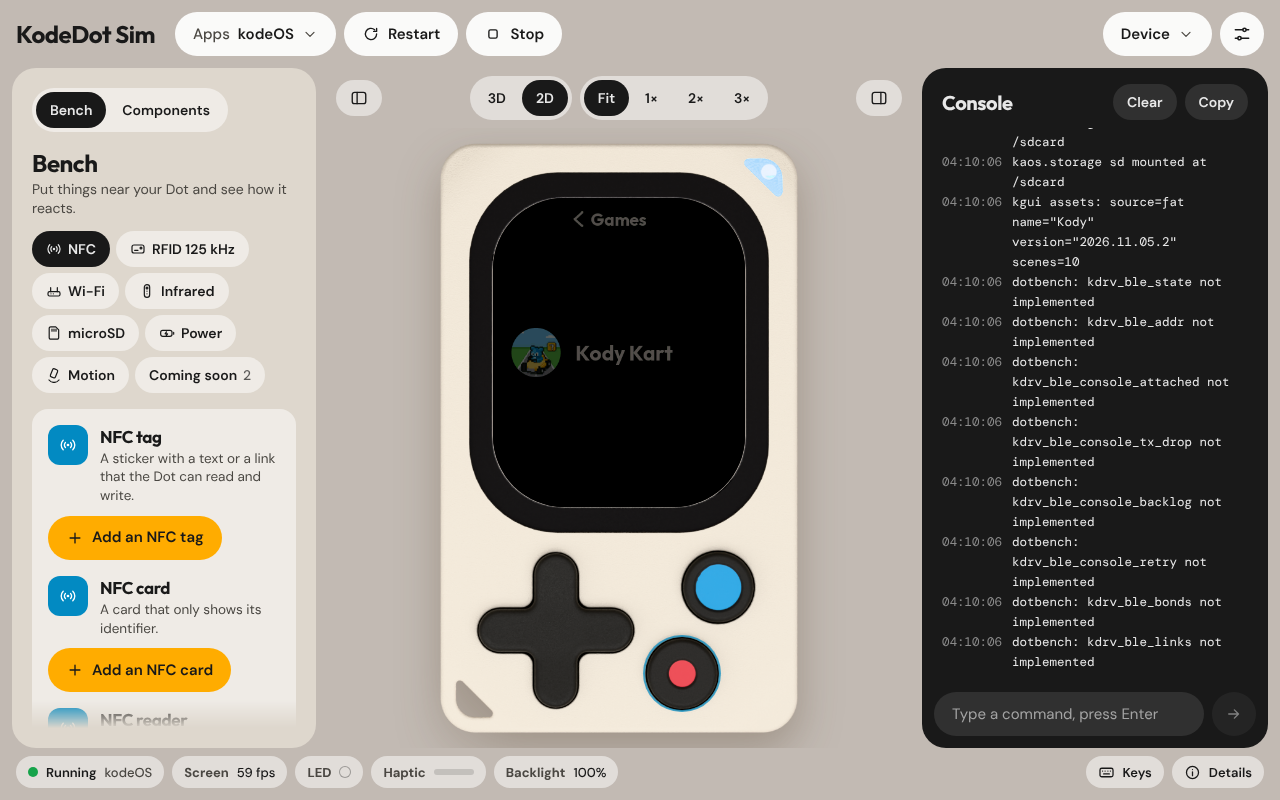 KodeDot Sim
Apps kodeOS
Restart
Stop
Device
Bench
Components
Bench
Put things near your Dot and see how it
reacts.
NFC
RFID 125 kHz
Wi-Fi
Infrared
microSD
Power
Motion
Coming soon 2
NFC tag
A sticker with a text or a link
that the Dot can read and
write.
Add an NFC tag
NFC card
A card that only shows its
identifier.
Add an NFC card
NFC reader
3D
2D
Fit
1×
2×
3×
Games
Kody Kart
Console
Clear
Copy
/sdcard
04:10:06 kaos.storage sd mounted at
/sdcard
04:10:06 kgui assets: source=fat
name="Kody"
version="2026.11.05.2"
scenes=10
04:10:06 dotbench: kdrv_ble_state not
implemented
04:10:06 dotbench: kdrv_ble_addr not
implemented
04:10:06 dotbench:
kdrv_ble_console_attached not
implemented
04:10:06 dotbench:
kdrv_ble_console_tx_drop not
implemented
04:10:06 dotbench:
kdrv_ble_console_backlog not
implemented
04:10:06 dotbench:
kdrv_ble_console_retry not
implemented
04:10:06 dotbench: kdrv_ble_bonds not
implemented
04:10:06 dotbench: kdrv_ble_links not
implemented
Type a command, press Enter
Running kodeOS
Screen 59 fps
LED
Haptic
Backlight 100%
Keys
Details